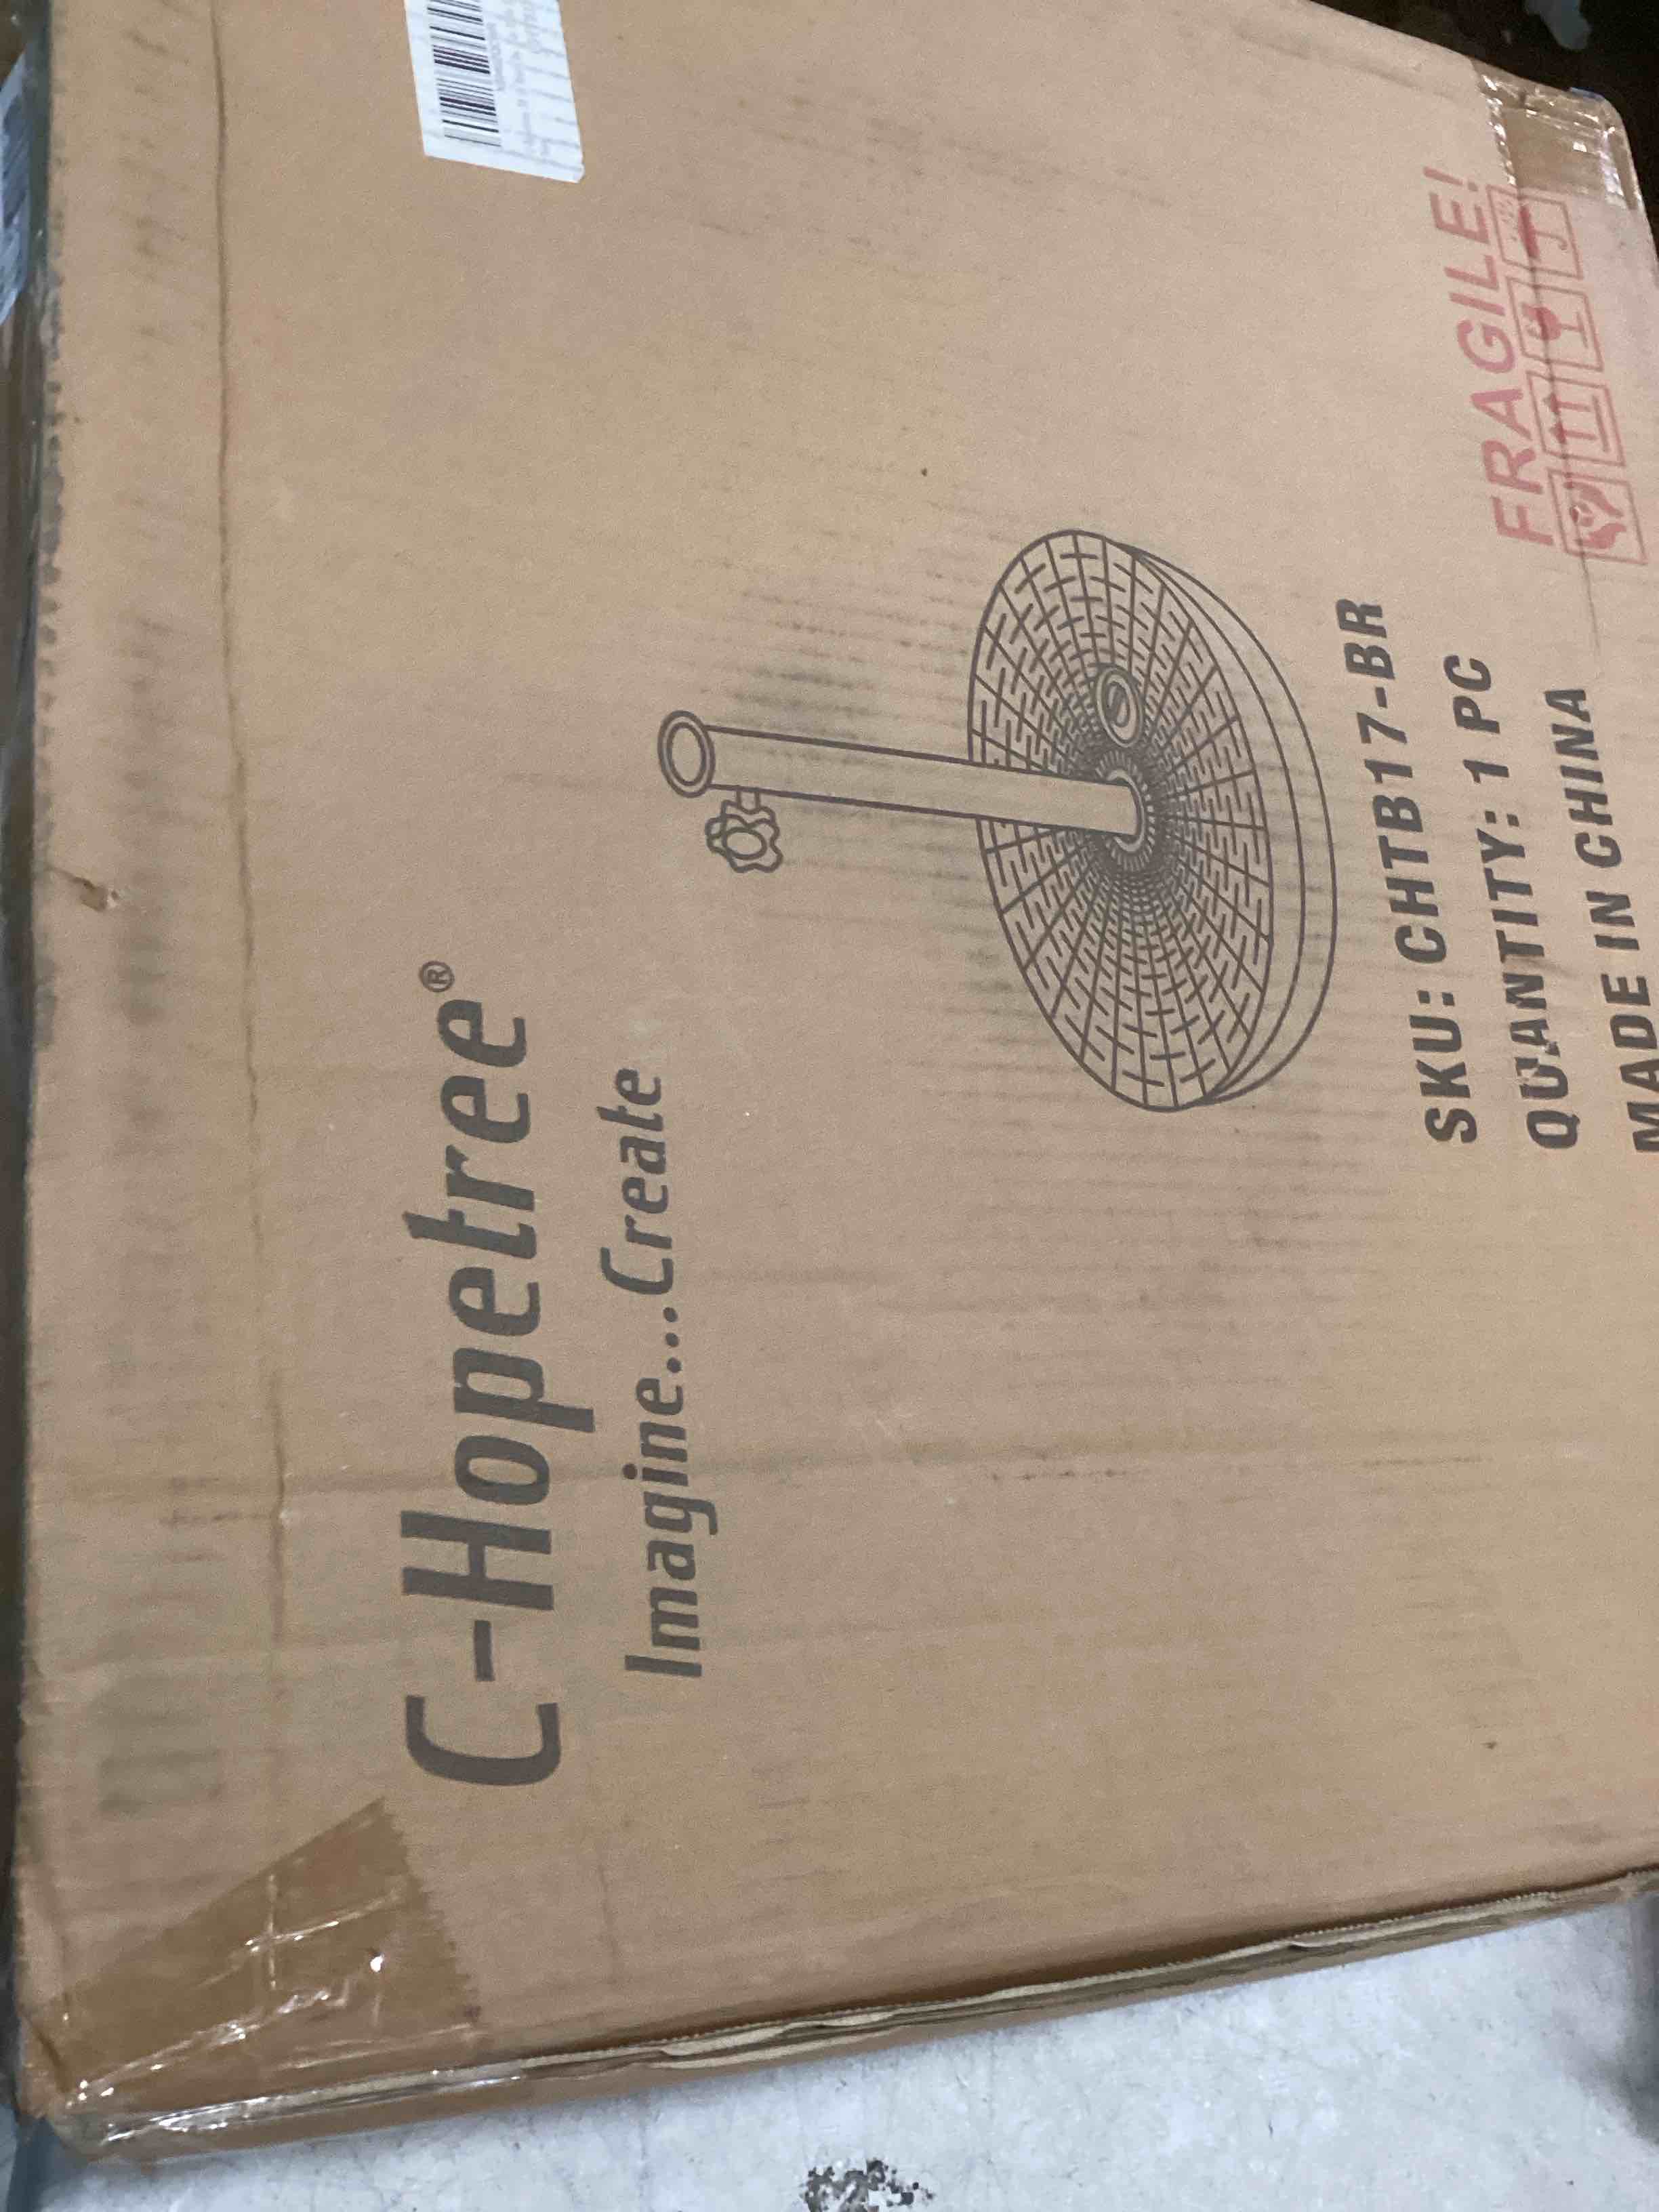 C-Hopetree®
Imagine...Create
SKU: CHTB17-BR
QUANTITY: 1 PC
MADE IN CHINA
FRAGILE!